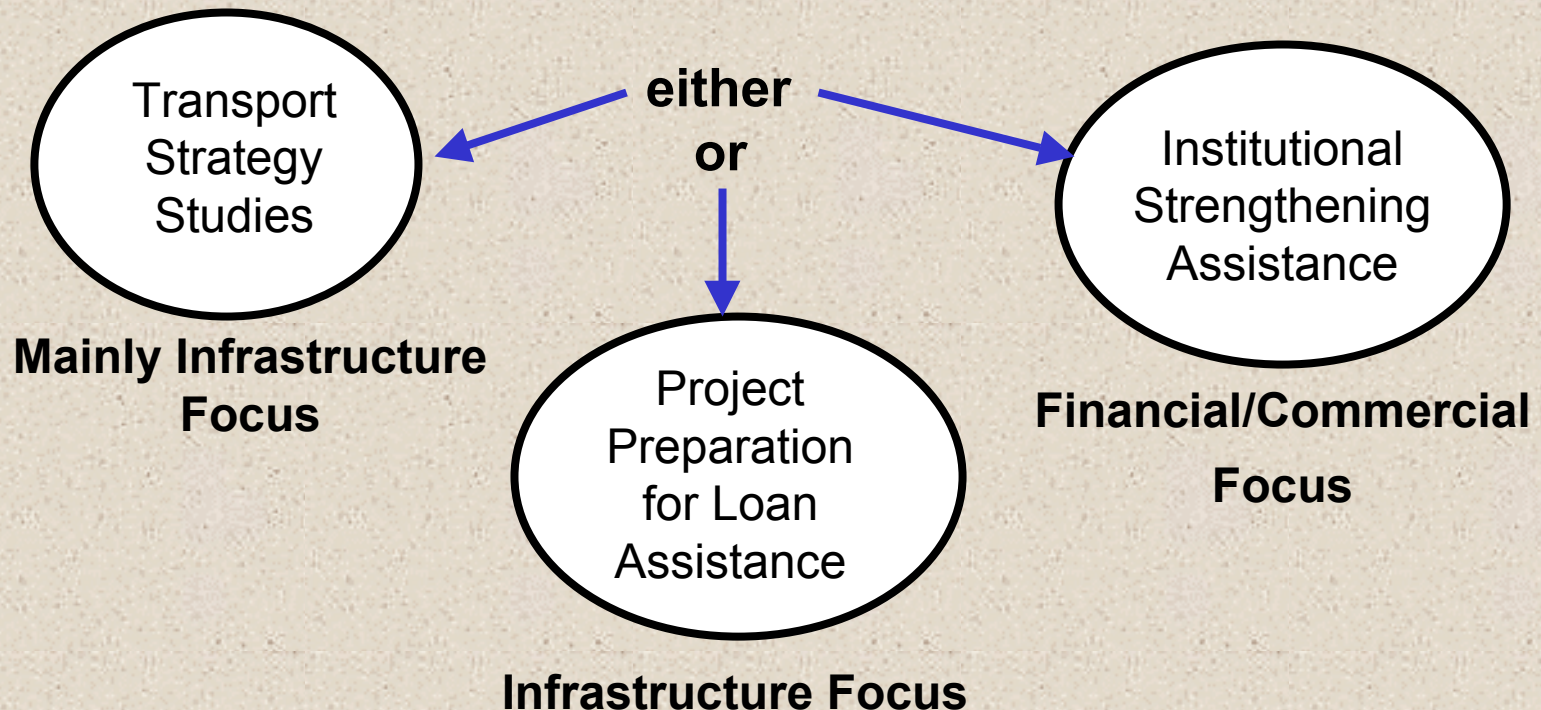 Transport
Strategy
Studies
Mainly Infrastructure
Focus
either
or
Project
Preparation
for Loan
Assistance
Infrastructure Focus
Institutional
Strengthening
Assistance
Financial/Commercial
Focus